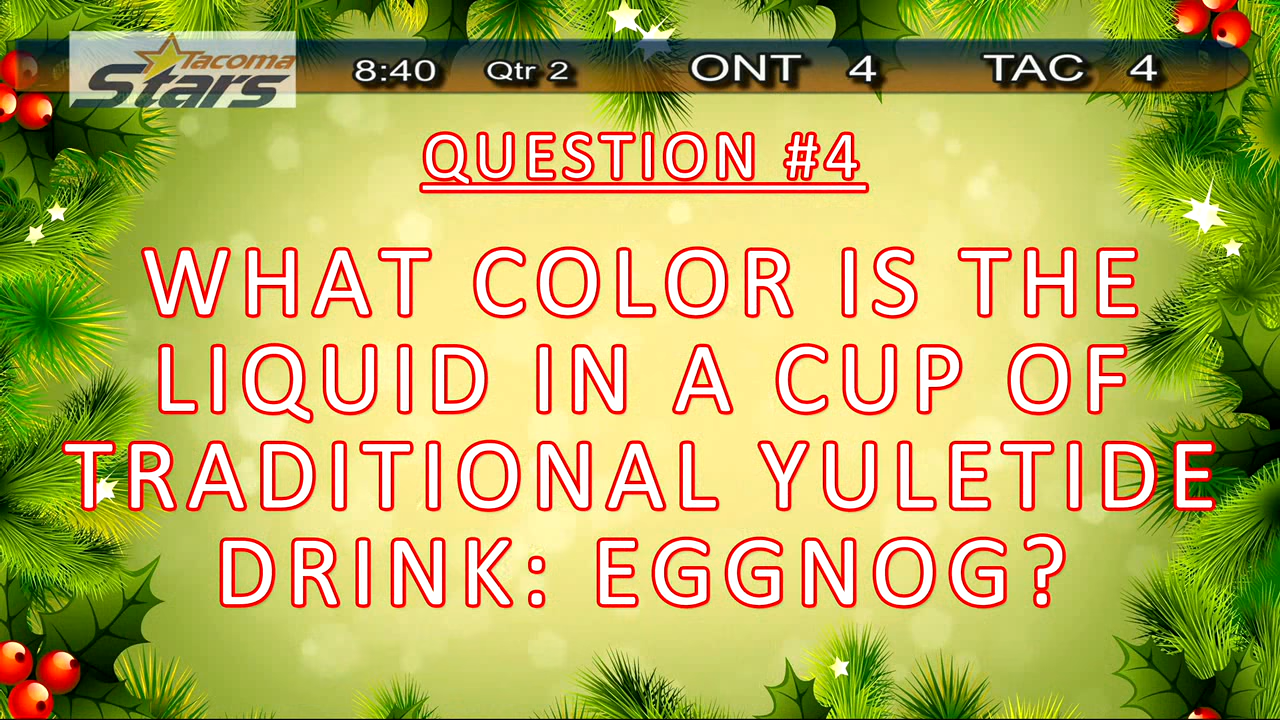 Tacoma
Stars
8:40 Qtr 2 ONT 4 TAC 4
QUESTION #4
WHAT COLOR IS THE
LIQUID IN A CUP OF
TRADITIONAL YULETIDE
DRINK: EGGNOG?